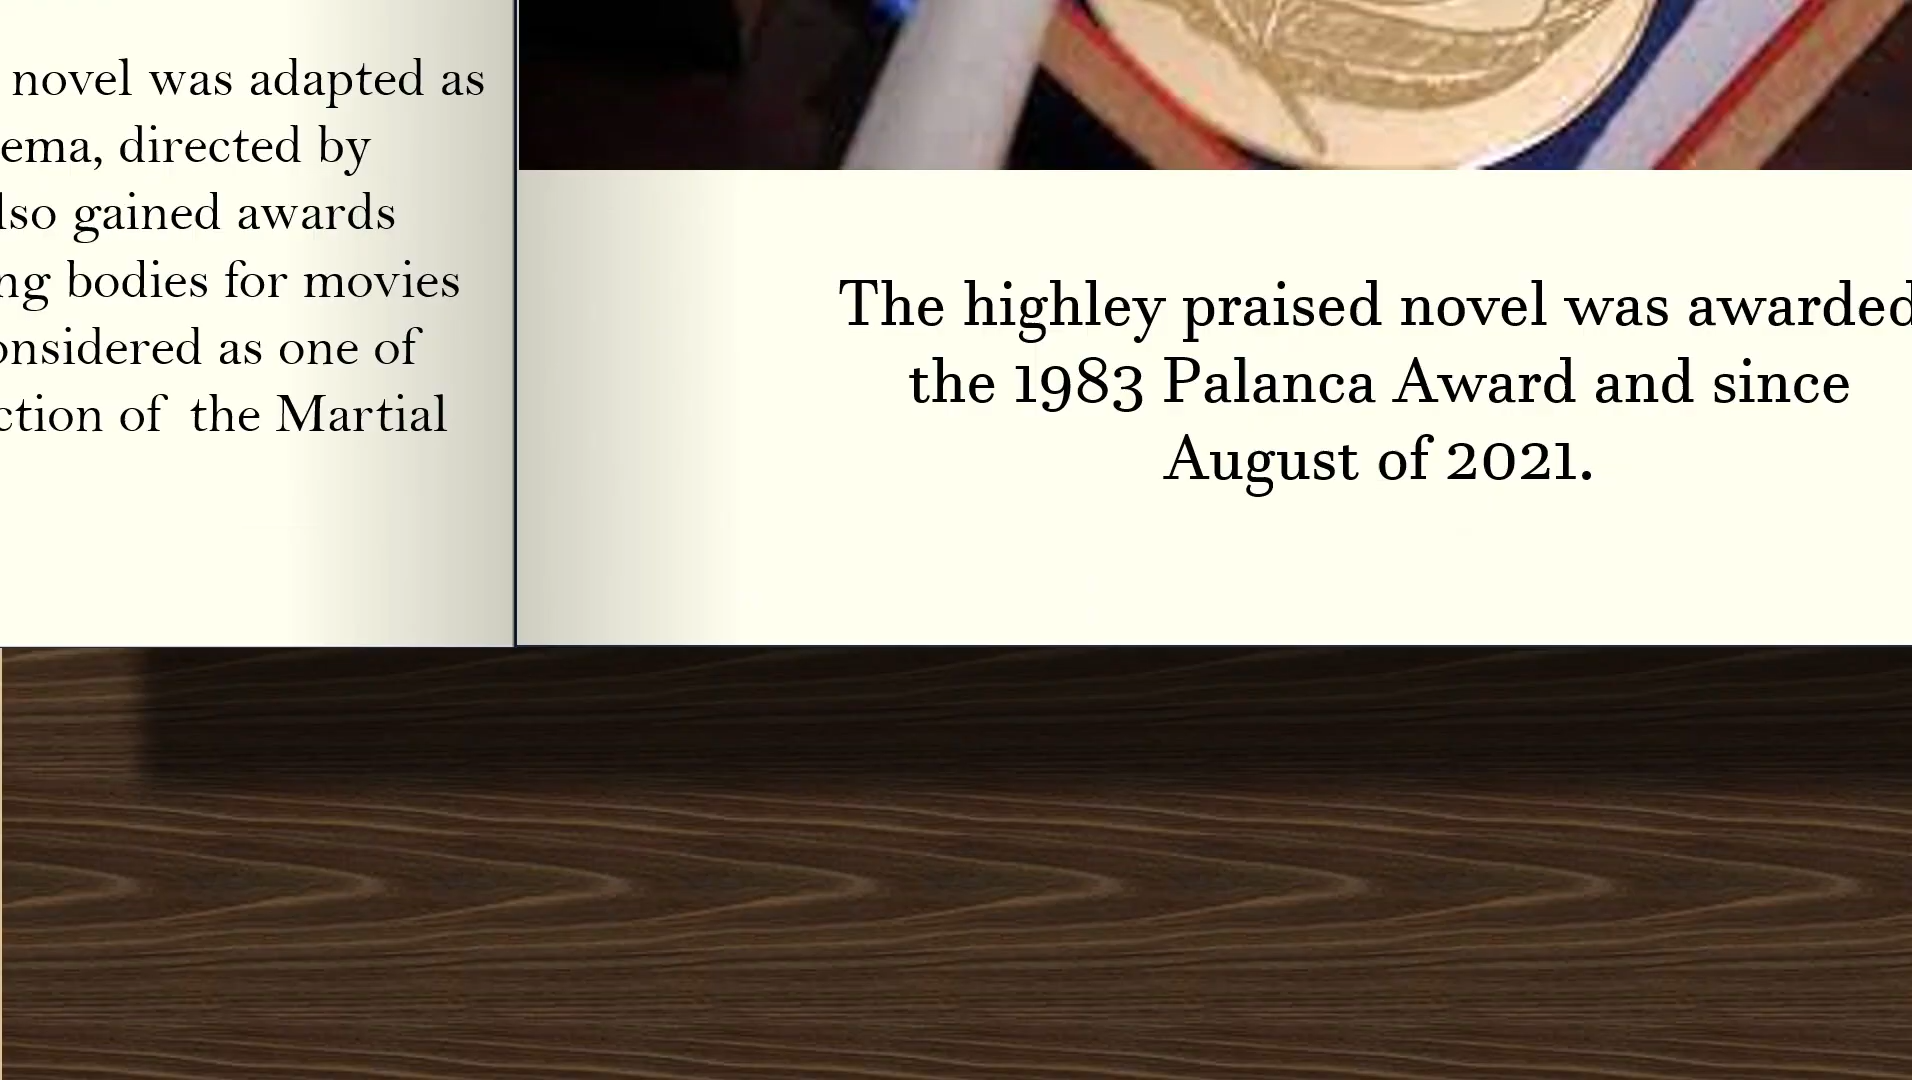 novel was adapted as
ema, directed by
lso gained awards
ng bodies for movies
onsidered as one of
ction of the Martial
The highley praised novel was awarded
the 1983 Palanca Award and since
August of 2021.